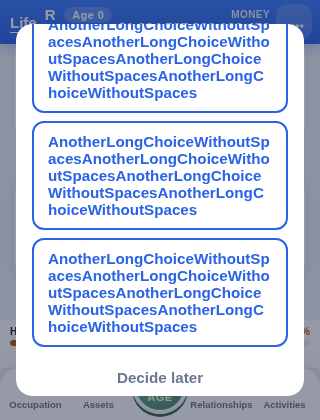 Life R Age 0 MONEY
AnotherLongChoiceWithoutSp
acesAnotherLongChoiceWitho
utSpacesAnotherLongChoice
WithoutSpacesAnotherLongC
hoiceWithoutSpaces
AnotherLongChoiceWithoutSp
acesAnotherLongChoiceWitho
utSpacesAnotherLongChoice
WithoutSpacesAnotherLongC
hoiceWithoutSpaces
AnotherLongChoiceWithoutSp
acesAnotherLongChoiceWitho
utSpacesAnotherLongChoice
WithoutSpacesAnotherLongC
hoiceWithoutSpaces
H %
Decide later
AGE
Occupation Assets Relationships Activities